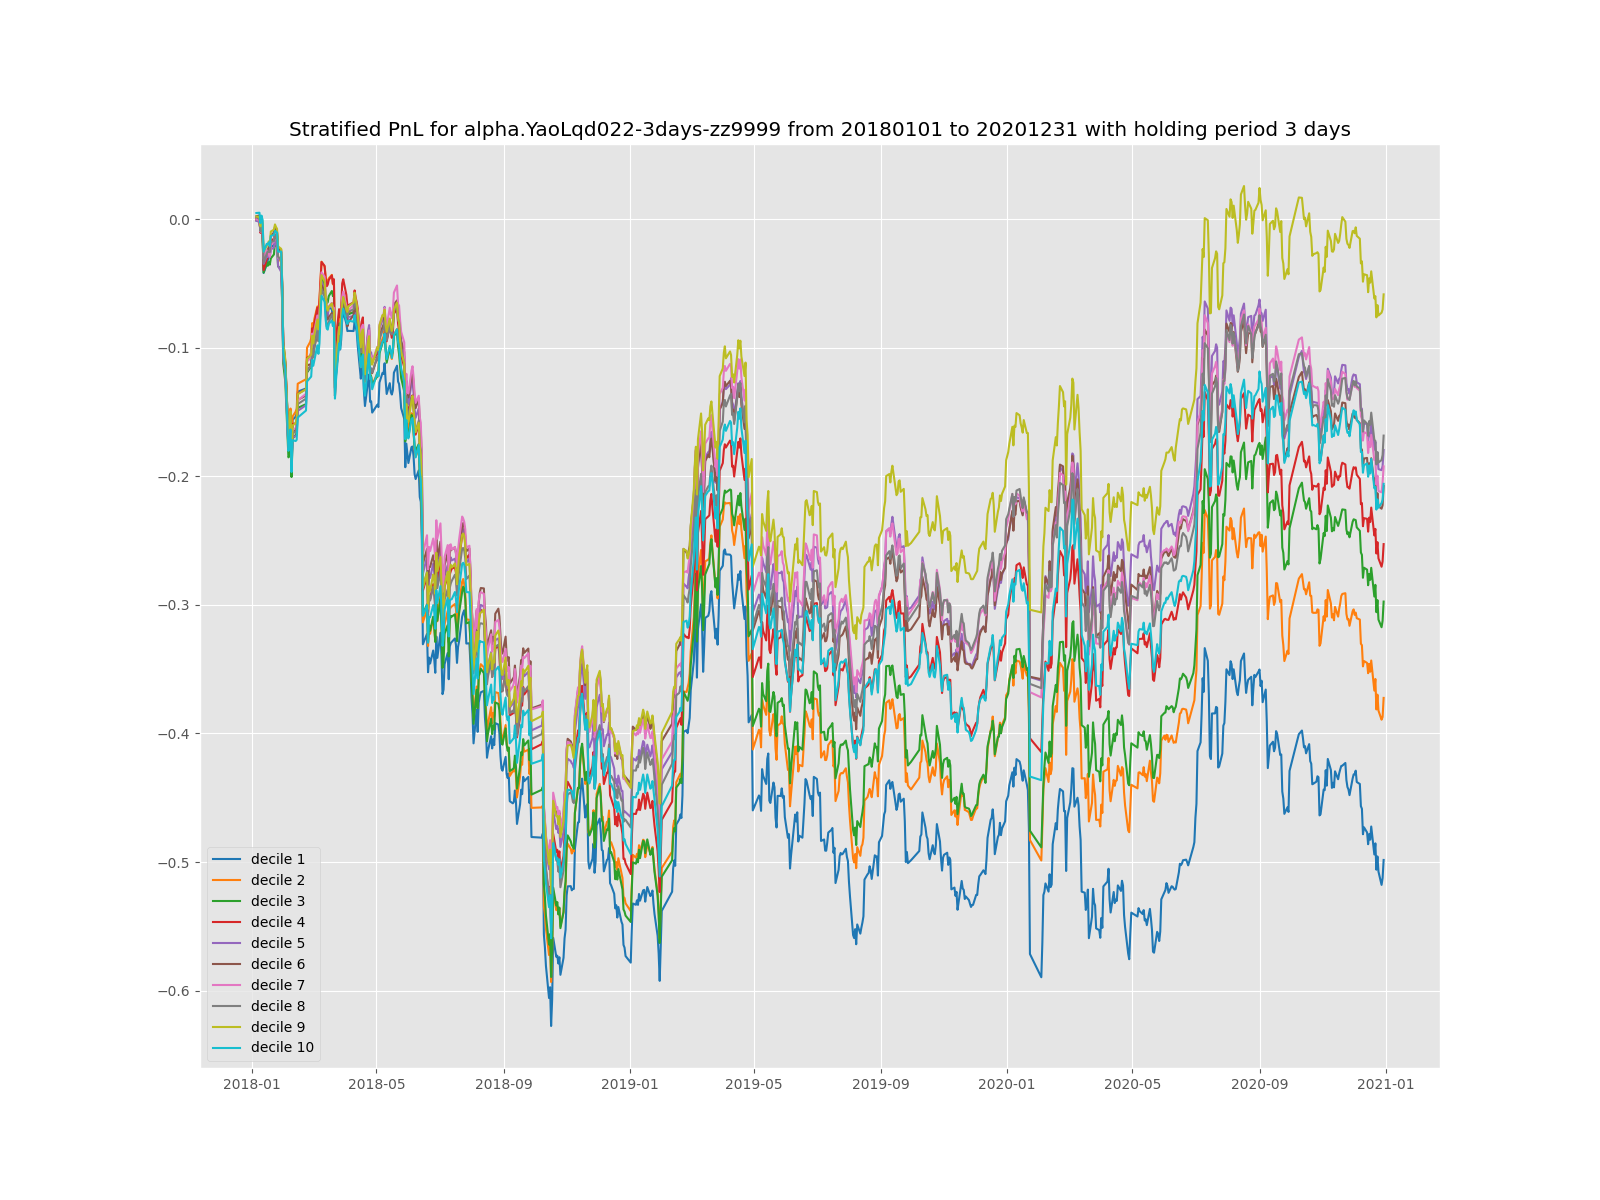 Stratified PnL for alpha.YaoLqd022-3days-zz9999 from 20180101 to 20201231 with holding period 3 days
0.0
−0.1
−0.2
−0.3
−0.4
−0.5
−0.6
decile 1
decile 2
decile 3
decile 4
decile 5
decile 6
decile 7
decile 8
decile 9
decile 10
2018-01 2018-05 2018-09 2019-01 2019-05 2019-09 2020-01 2020-05 2020-09 2021-01